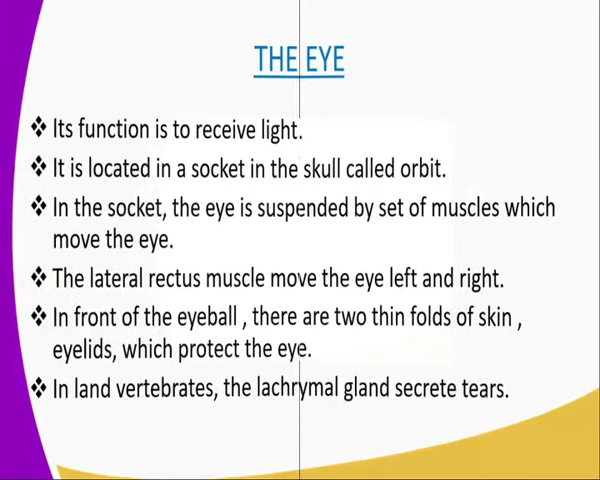 THE EYE
❖ Its function is to receive light.
❖ It is located in a socket in the skull called orbit.
❖ In the socket, the eye is suspended by set of muscles which
move the eye.
❖ The lateral rectus muscle move the eye left and right.
❖ In front of the eyeball , there are two thin folds of skin ,
eyelids, which protect the eye.
❖ In land vertebrates, the lachrymal gland secrete tears.